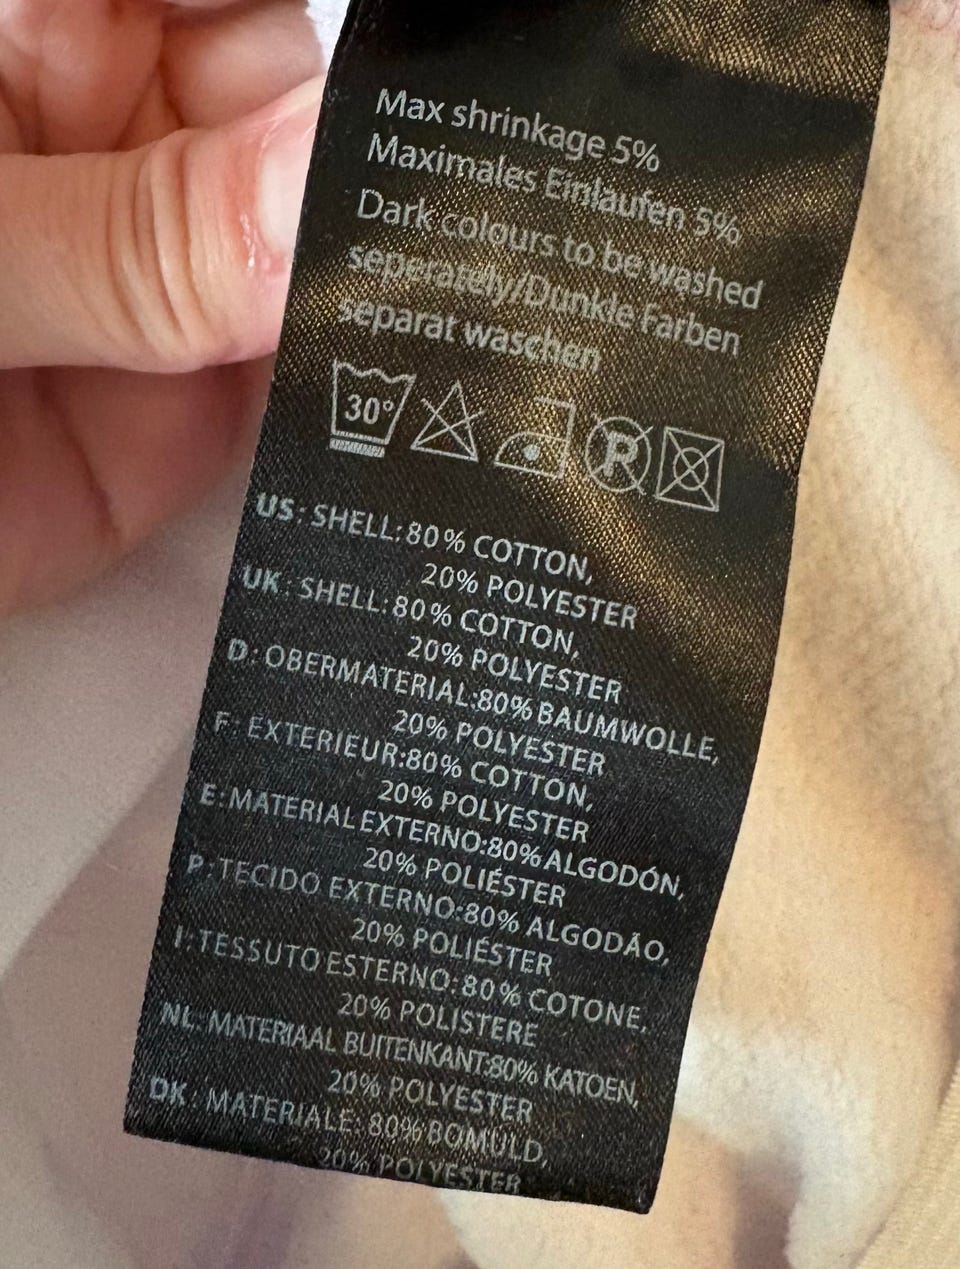 Max shrinkage 5%
Maximales Einlaufen 5%
Dark colours to be washed
seperately/Dunkle Farben
separat waschen
30°
P
US: SHELL: 80% COTTON,
20% POLYESTER
UK: SHELL: 80% COTTON,
20% POLYESTER
D: OBERMATERIAL:80% BAUMWOLLE,
20% POLYESTER
F: EXTERIEUR:80% COTTON,
20% POLYESTER
E: MATERIAL EXTERNO:80% ALGODÓN,
20% POLIÉSTER
P: TECIDO EXTERNO:80% ALGODÃO,
20% POLIÉSTER
I: TESSUTO ESTERNO:80% COTONE,
20% POLISTERE
NL: MATERIAAL BUITENKANT:80% KATOEN,
20% POLYESTER
DK: MATERIALE: 80% BOMULD,
20% POLYESTER